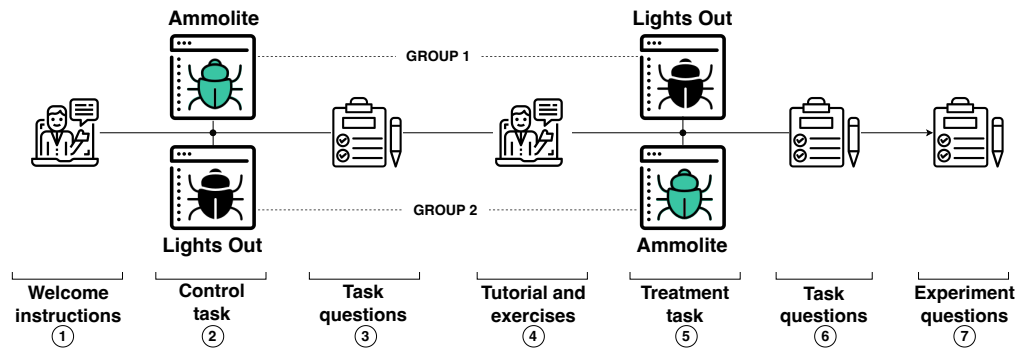 Ammolite
Lights Out
GROUP 1
GROUP 2
Lights Out
Ammolite
Welcome
instructions
1
Control
task
2
Task
questions
3
Tutorial and
exercises
4
Treatment
task
5
Task
questions
6
Experiment
questions
7